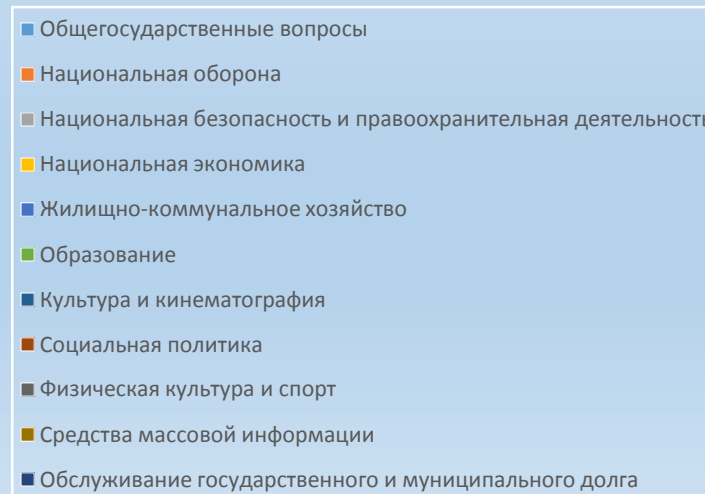 Общегосударственные вопросы
Национальная оборона
Национальная безопасность и правоохранительная деятельность
Национальная экономика
Жилищно-коммунальное хозяйство
Образование
Культура и кинематография
Социальная политика
Физическая культура и спорт
Средства массовой информации
Обслуживание государственного и муниципального долга